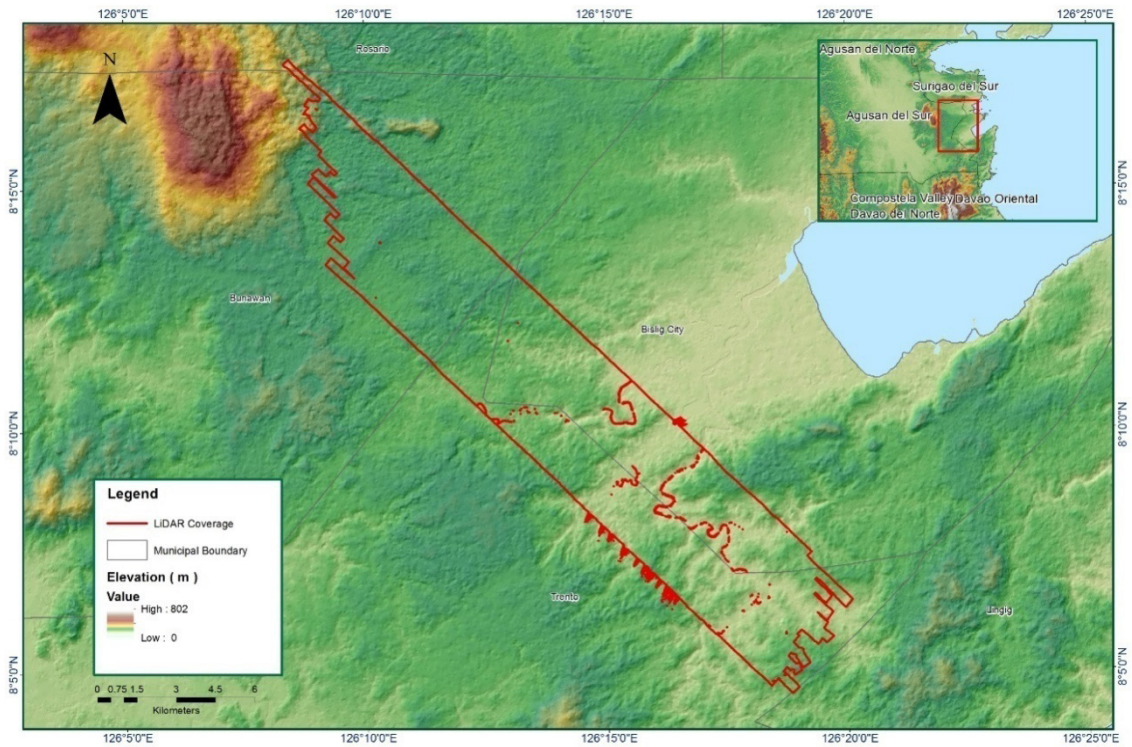 126°5'0"E 126°10'0"E 126°15'0"E 126°20'0"E 126°25'0"E
Rosario
N
Agusan del Norte
Surigao del Sur
Agusan del Sur
Compostela Valley Davao Oriental
Davao del Norte
8°15'0"N
8°15'0"N
Bunawan
Bislig City
8°10'0"N
8°10'0"N
Legend
LiDAR Coverage
Municipal Boundary
Elevation ( m )
Value
High : 802
Low : 0
Trento
Lingig
8°5'0"N
8°5'0"N
0 0.75 1.5 3 4.5 6
Kilometers
126°5'0"E 126°10'0"E 126°15'0"E 126°20'0"E 126°25'0"E